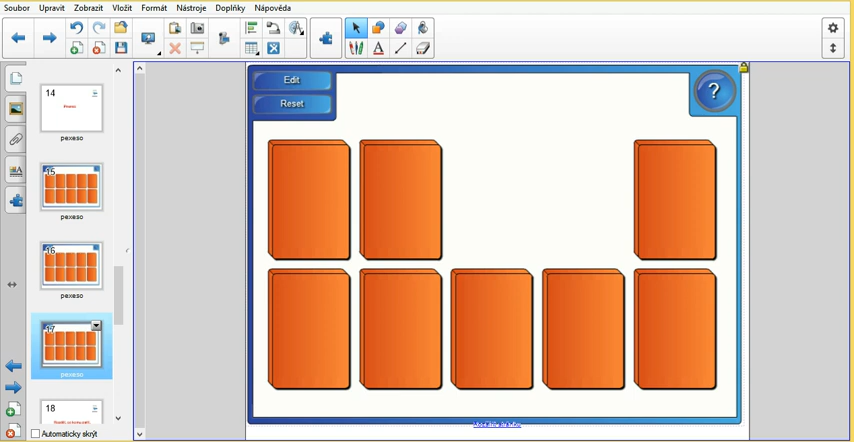 Soubor Upravit Zobrazit Vložit Formát Nástroje Doplňky Nápověda
14
pexeso
15
pexeso
16
pexeso
17
pexeso
18
Automaticky skrýt
Edit
Reset
?